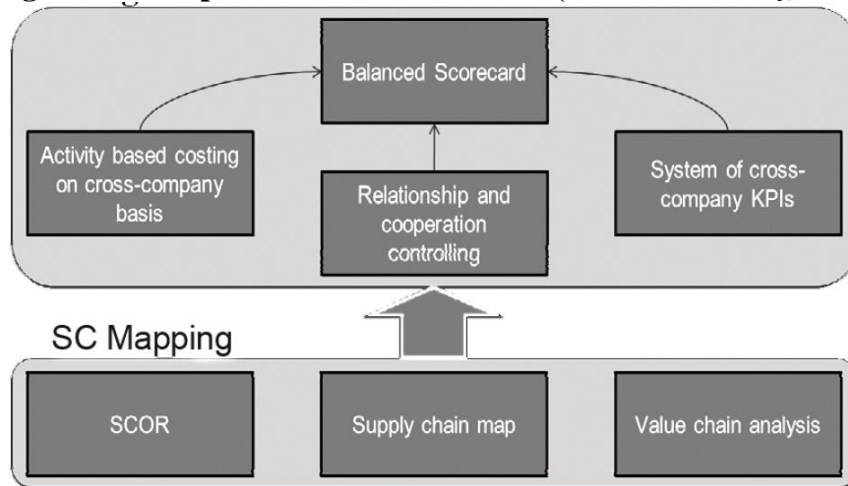 Balanced Scorecard
Activity based costing
on cross-company
basis
Relationship and
cooperation
controlling
System of cross-
company KPIs
SC Mapping
SCOR
Supply chain map
Value chain analysis